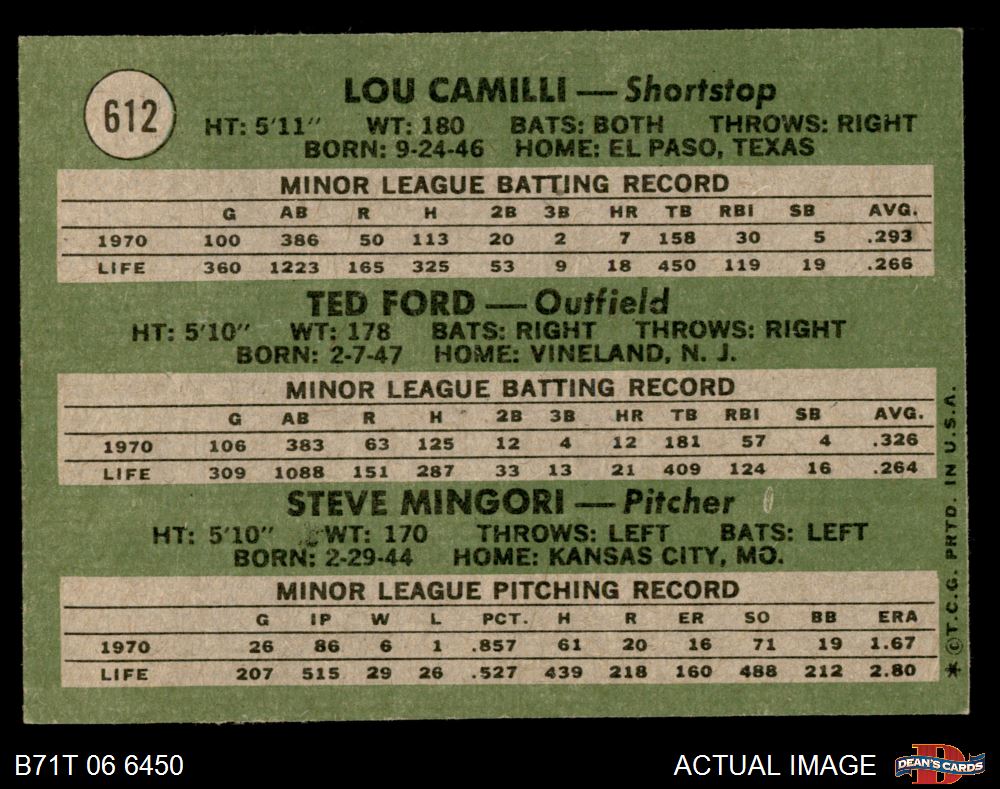 612
LOU CAMILLI — Shortstop
HT: 5'11" WT: 180 BATS: BOTH THROWS: RIGHT
BORN: 9-24-46 HOME: EL PASO, TEXAS
MINOR LEAGUE BATTING RECORD
G AB R H 2B 3B HR TB RBI SB AVG.
1970 100 386 50 113 20 2 7 158 30 5 .293
LIFE 360 1223 165 325 53 9 18 450 119 19 .266
TED FORD — Outfield
HT: 5'10" WT: 178 BATS: RIGHT THROWS: RIGHT
BORN: 2-7-47 HOME: VINELAND, N. J.
MINOR LEAGUE BATTING RECORD
G AB R H 2B 3B HR TB RBI SB AVG.
1970 106 383 63 125 12 4 12 181 57 4 .326
LIFE 309 1088 151 287 33 13 21 409 124 16 .264
STEVE MINGORI — Pitcher
HT: 5'10" WT: 170 THROWS: LEFT BATS: LEFT
BORN: 2-29-44 HOME: KANSAS CITY, MO.
MINOR LEAGUE PITCHING RECORD
G IP W L PCT. H R ER SO BB ERA
1970 26 86 6 1 .857 61 20 16 71 19 1.67
LIFE 207 515 29 26 .527 439 218 160 488 212 2.80
*©T.C.G. PRTD. IN U.S.A.
B71T 06 6450
ACTUAL IMAGE
D
DEAN'S CARDS